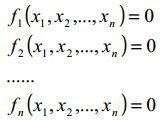 f₁(x₁,x₂,...,xₙ)=0
f₂(x₁,x₂,...,xₙ)=0
......
fₙ(x₁,x₂,...,xₙ)=0